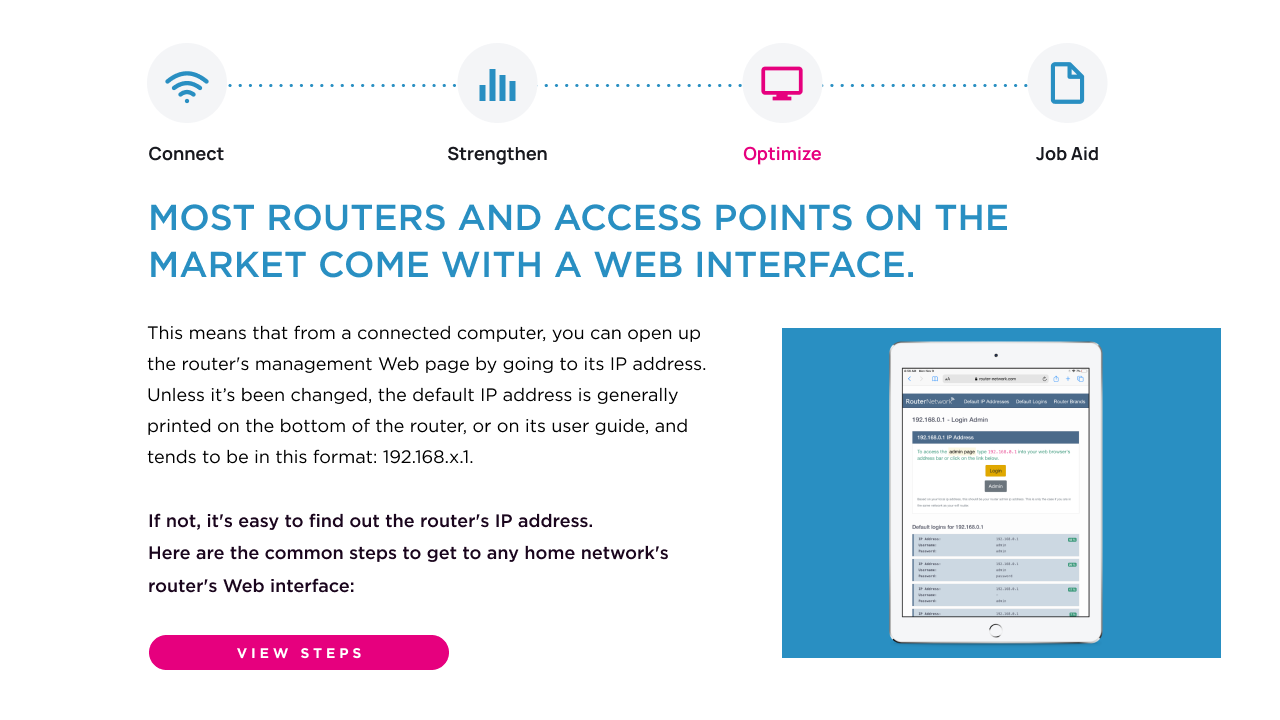 Connect
Strengthen
Optimize
Job Aid
MOST ROUTERS AND ACCESS POINTS ON THE
MARKET COME WITH A WEB INTERFACE.
This means that from a connected computer, you can open up
the router's management Web page by going to its IP address.
Unless it’s been changed, the default IP address is generally
printed on the bottom of the router, or on its user guide, and
tends to be in this format: 192.168.x.1.
If not, it's easy to find out the router's IP address.
Here are the common steps to get to any home network's
router's Web interface:
VIEW STEPS
router-network.com
RouterNetwork
Default IP Addresses Default Logins Router Brands
192.168.0.1 - Login Admin
192.168.0.1 IP Address
To access the admin page type 192.168.0.1 into your web browser's
address bar or click on the link below.
Login
Admin
Default logins for 192.168.0.1
IP Address: 192.168.0.1
Username: admin
Password: admin
IP Address: 192.168.0.1
Username: admin
Password: password
IP Address: 192.168.0.1
Username:
Password: admin
IP Address: 192.168.0.1